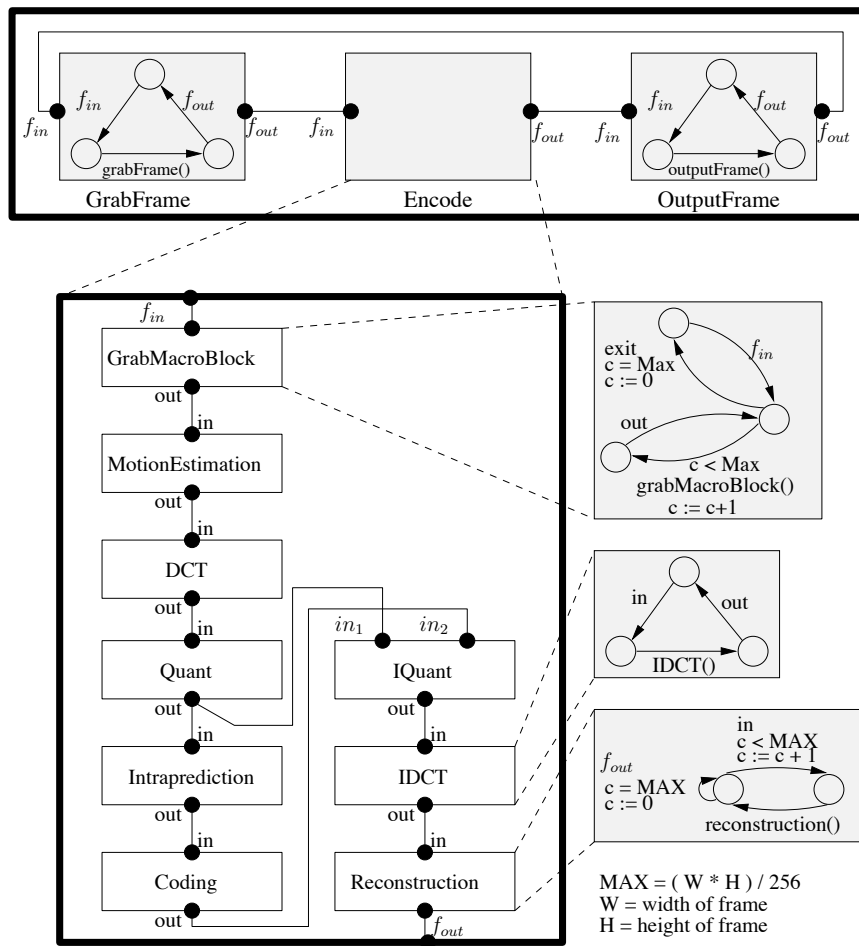 f_in
f_out
f_in
f_out
grabFrame()
GrabFrame
f_in
f_out
Encode
f_in
f_in
f_out
f_out
outputFrame()
OutputFrame
f_in
GrabMacroBlock
out
in
MotionEstimation
out
in
DCT
out
in
Quant
out
in
Intraprediction
out
in
Coding
out
in_1
in_2
IQuant
out
in
IDCT
out
in
Reconstruction
f_out
exit
c = Max
c := 0
f_in
out
c < Max
grabMacroBlock()
c := c+1
in
out
IDCT()
in
c < MAX
c := c + 1
f_out
c = MAX
c := 0
reconstruction()
MAX = ( W * H ) / 256
W = width of frame
H = height of frame